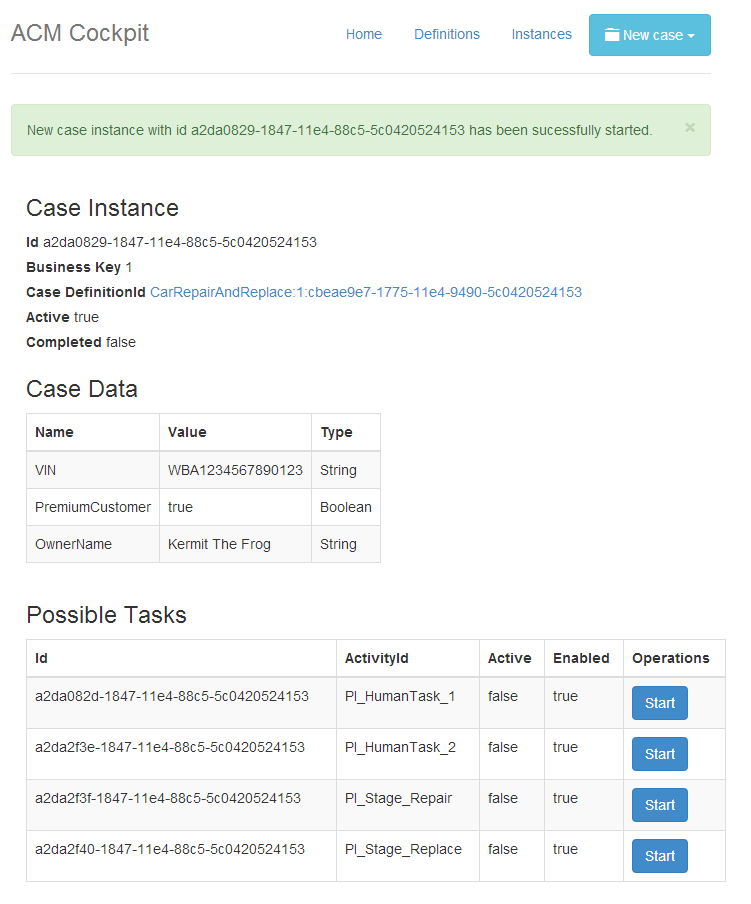 ACM Cockpit
Home Definitions Instances New case
New case instance with id a2da0829-1847-11e4-88c5-5c0420524153 has been sucessfully started. ×
Case Instance
Id a2da0829-1847-11e4-88c5-5c0420524153
Business Key 1
Case DefinitionId CarRepairAndReplace:1:cbeae9e7-1775-11e4-9490-5c0420524153
Active true
Completed false
Case Data
Name Value Type
VIN WBA1234567890123 String
PremiumCustomer true Boolean
OwnerName Kermit The Frog String
Possible Tasks
Id ActivityId Active Enabled Operations
a2da082d-1847-11e4-88c5-5c0420524153 PI_HumanTask_1 false true Start
a2da2f3e-1847-11e4-88c5-5c0420524153 PI_HumanTask_2 false true Start
a2da2f3f-1847-11e4-88c5-5c0420524153 PI_Stage_Repair false true Start
a2da2f40-1847-11e4-88c5-5c0420524153 PI_Stage_Replace false true Start